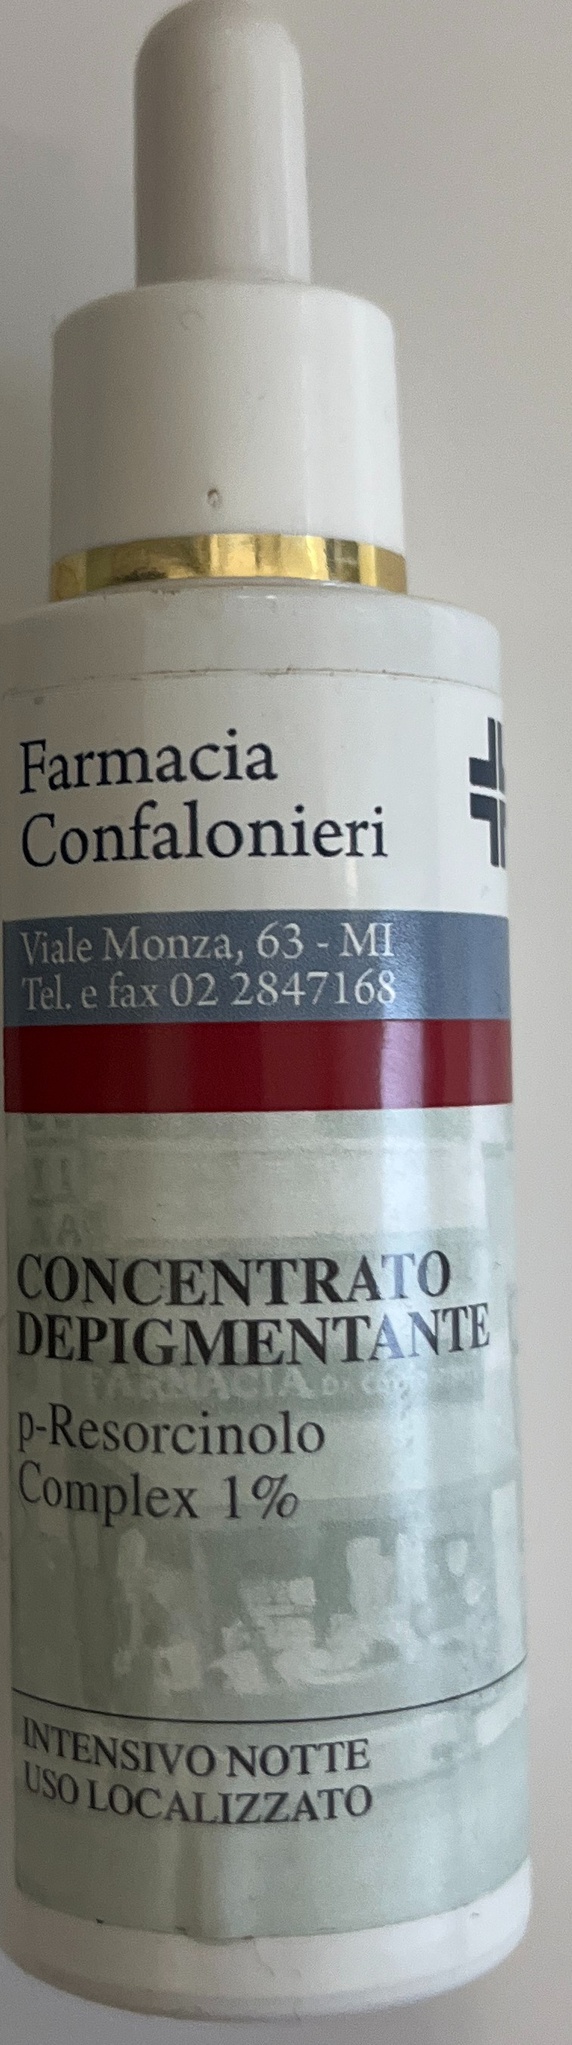 Farmacia
Confalonieri
Viale Monza, 63 - MI
Tel. e fax 02 2847168
CONCENTRATO
DEPIGMENTANTE
FARMACIA
p-Resorcinolo
Complex 1%
INTENSIVO NOTTE
USO LOCALIZZATO